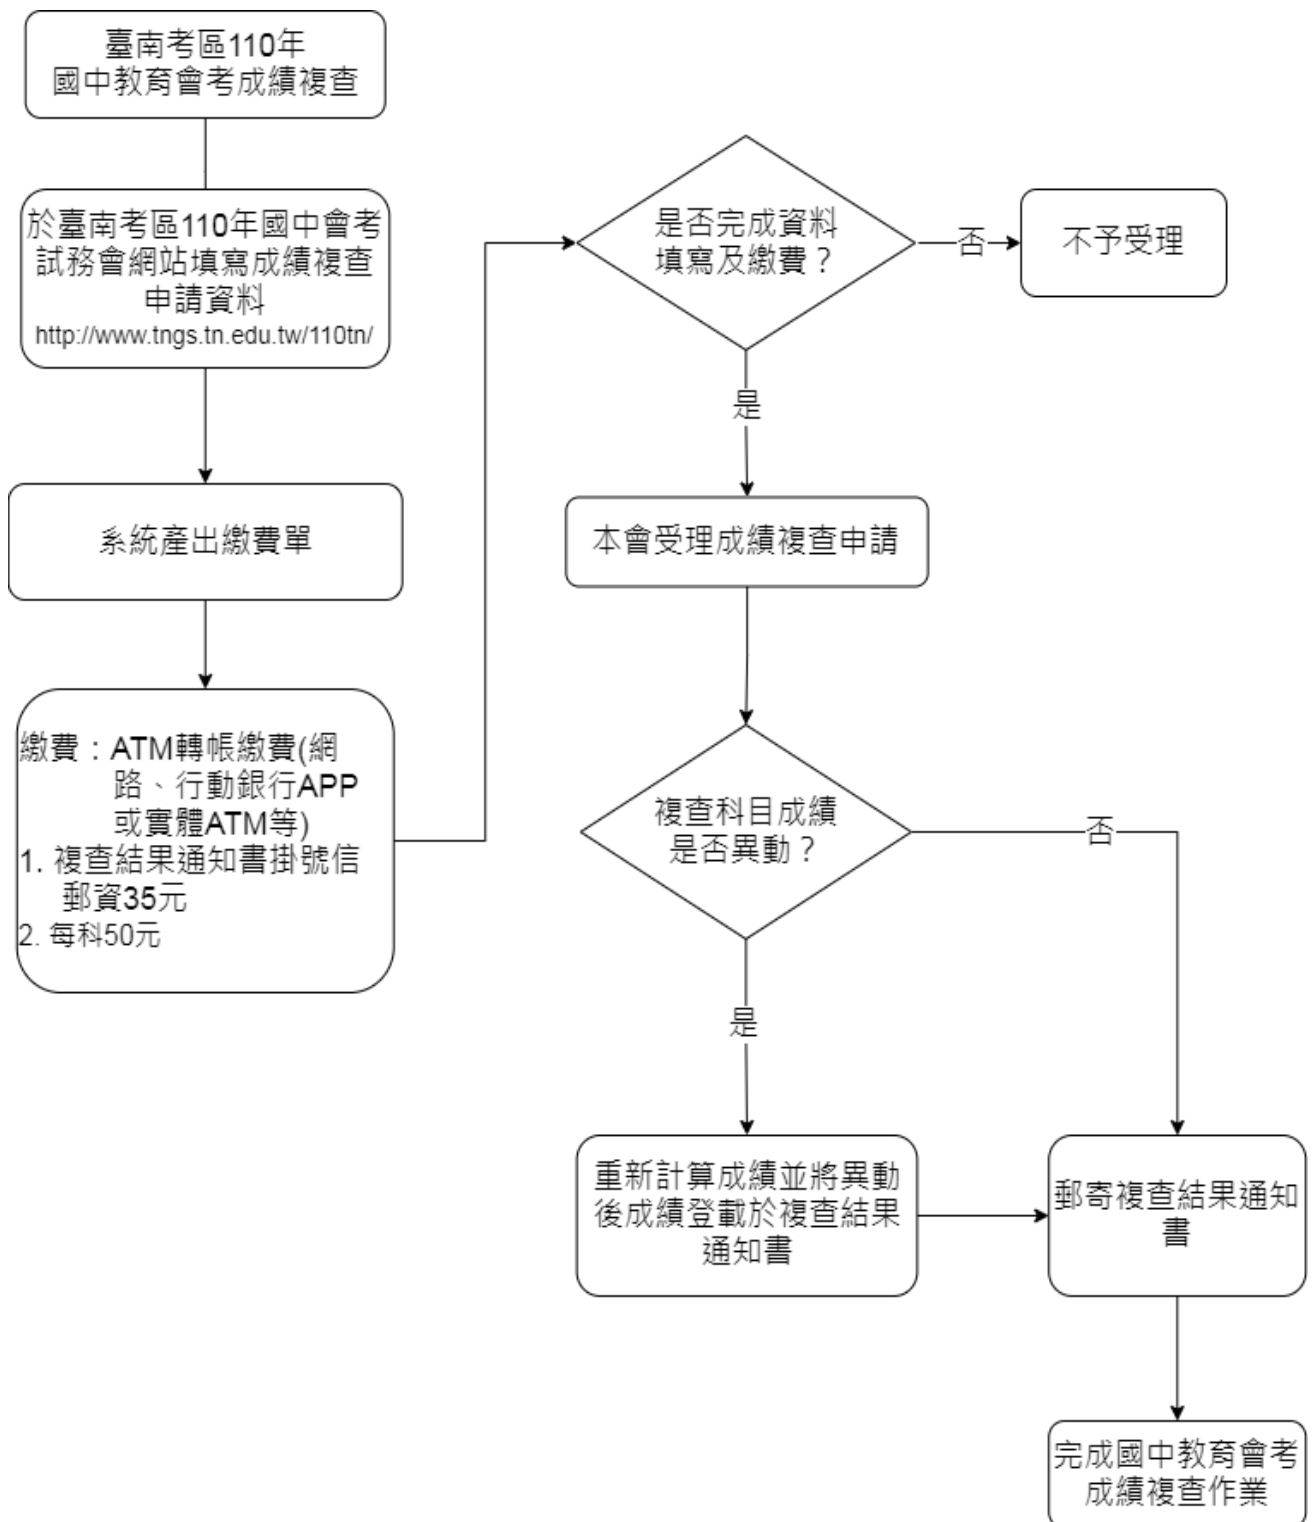 臺南考區110年
國中教育會考成績複查
於臺南考區110年國中會考
試務會網站填寫成績複查
申請資料
http://www.tngs.tn.edu.tw/110tn/
系統產出繳費單
繳費：ATM轉帳繳費(網
路、行動銀行APP
或實體ATM等)
1. 複查結果通知書掛號信
郵資35元
2. 每科50元
是否完成資料
填寫及繳費？
否
不予受理
是
本會受理成績複查申請
複查科目成績
是否異動？
否
是
重新計算成績並將異動
後成績登載於複查結果
通知書
郵寄複查結果通知
書
完成國中教育會考
成績複查作業